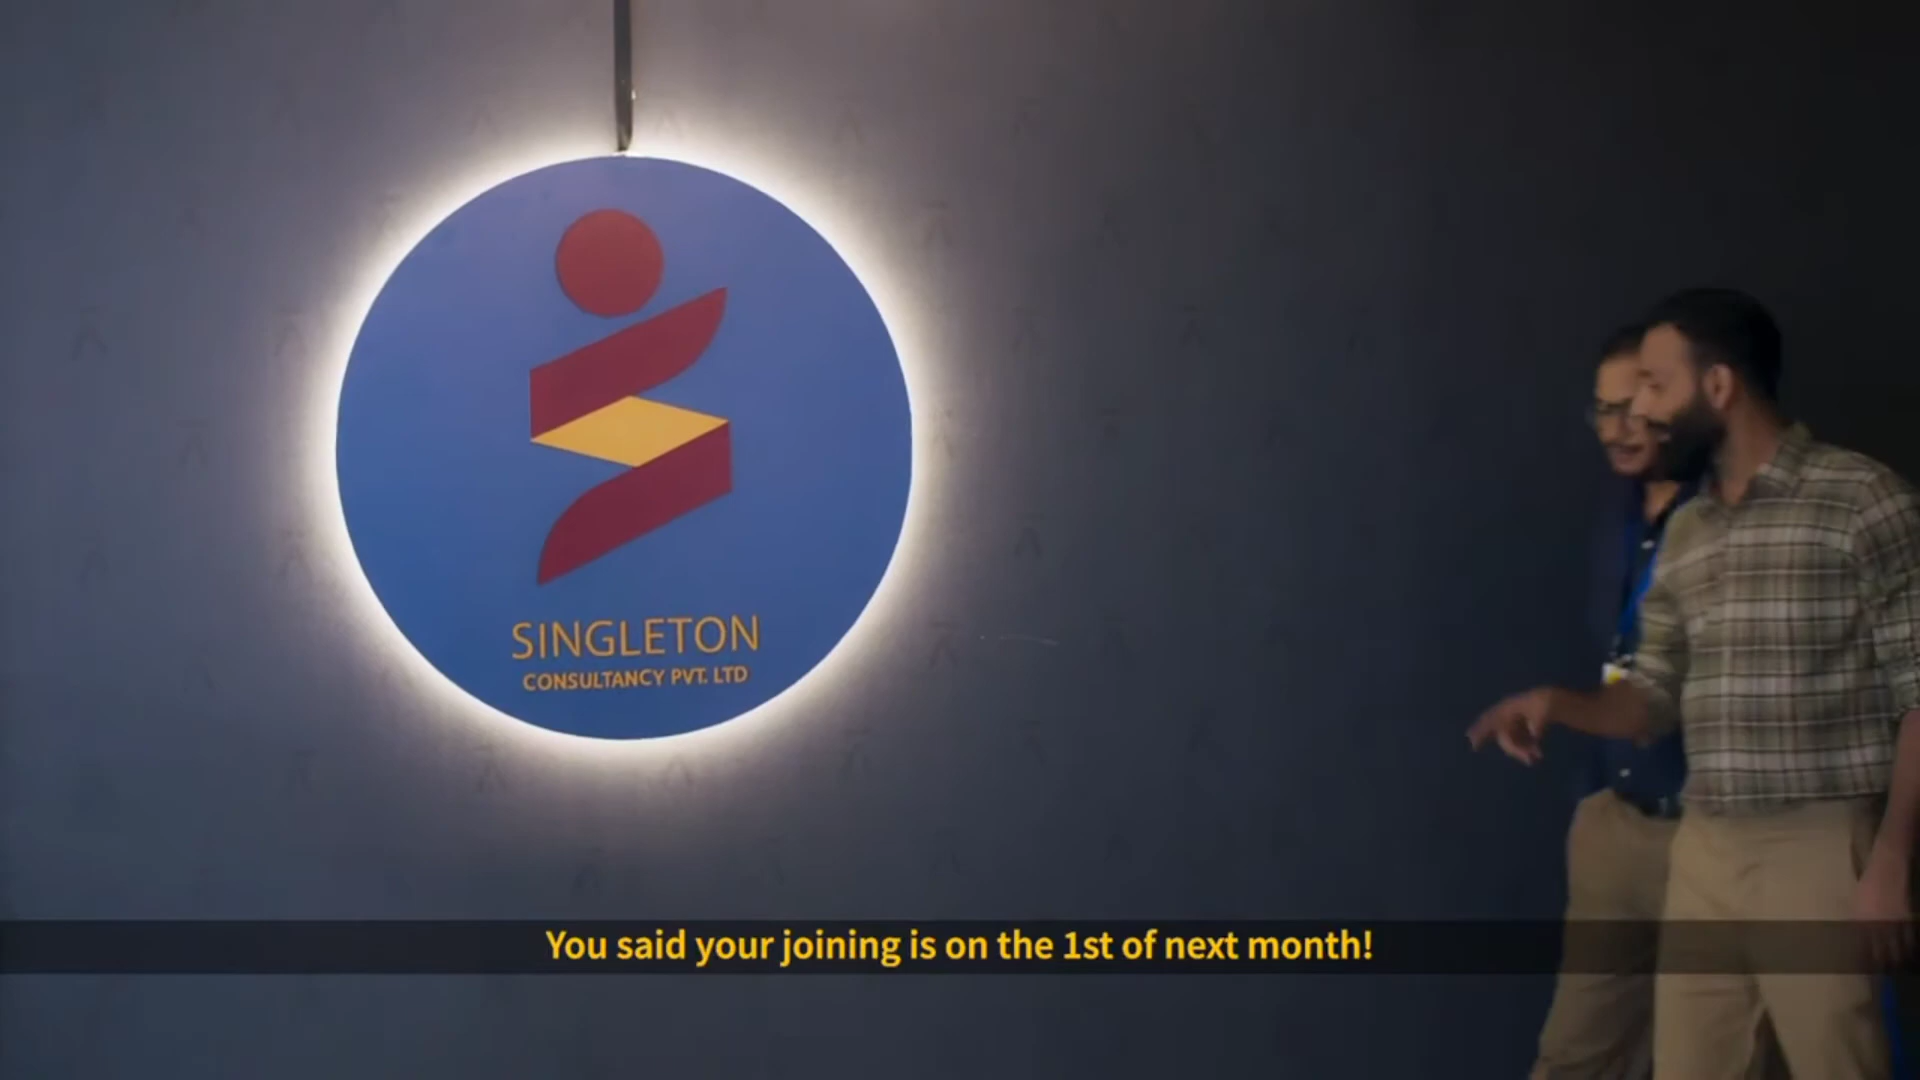 SINGLETON
CONSULTANCY PVT. LTD
You said your joining is on the 1st of next month!